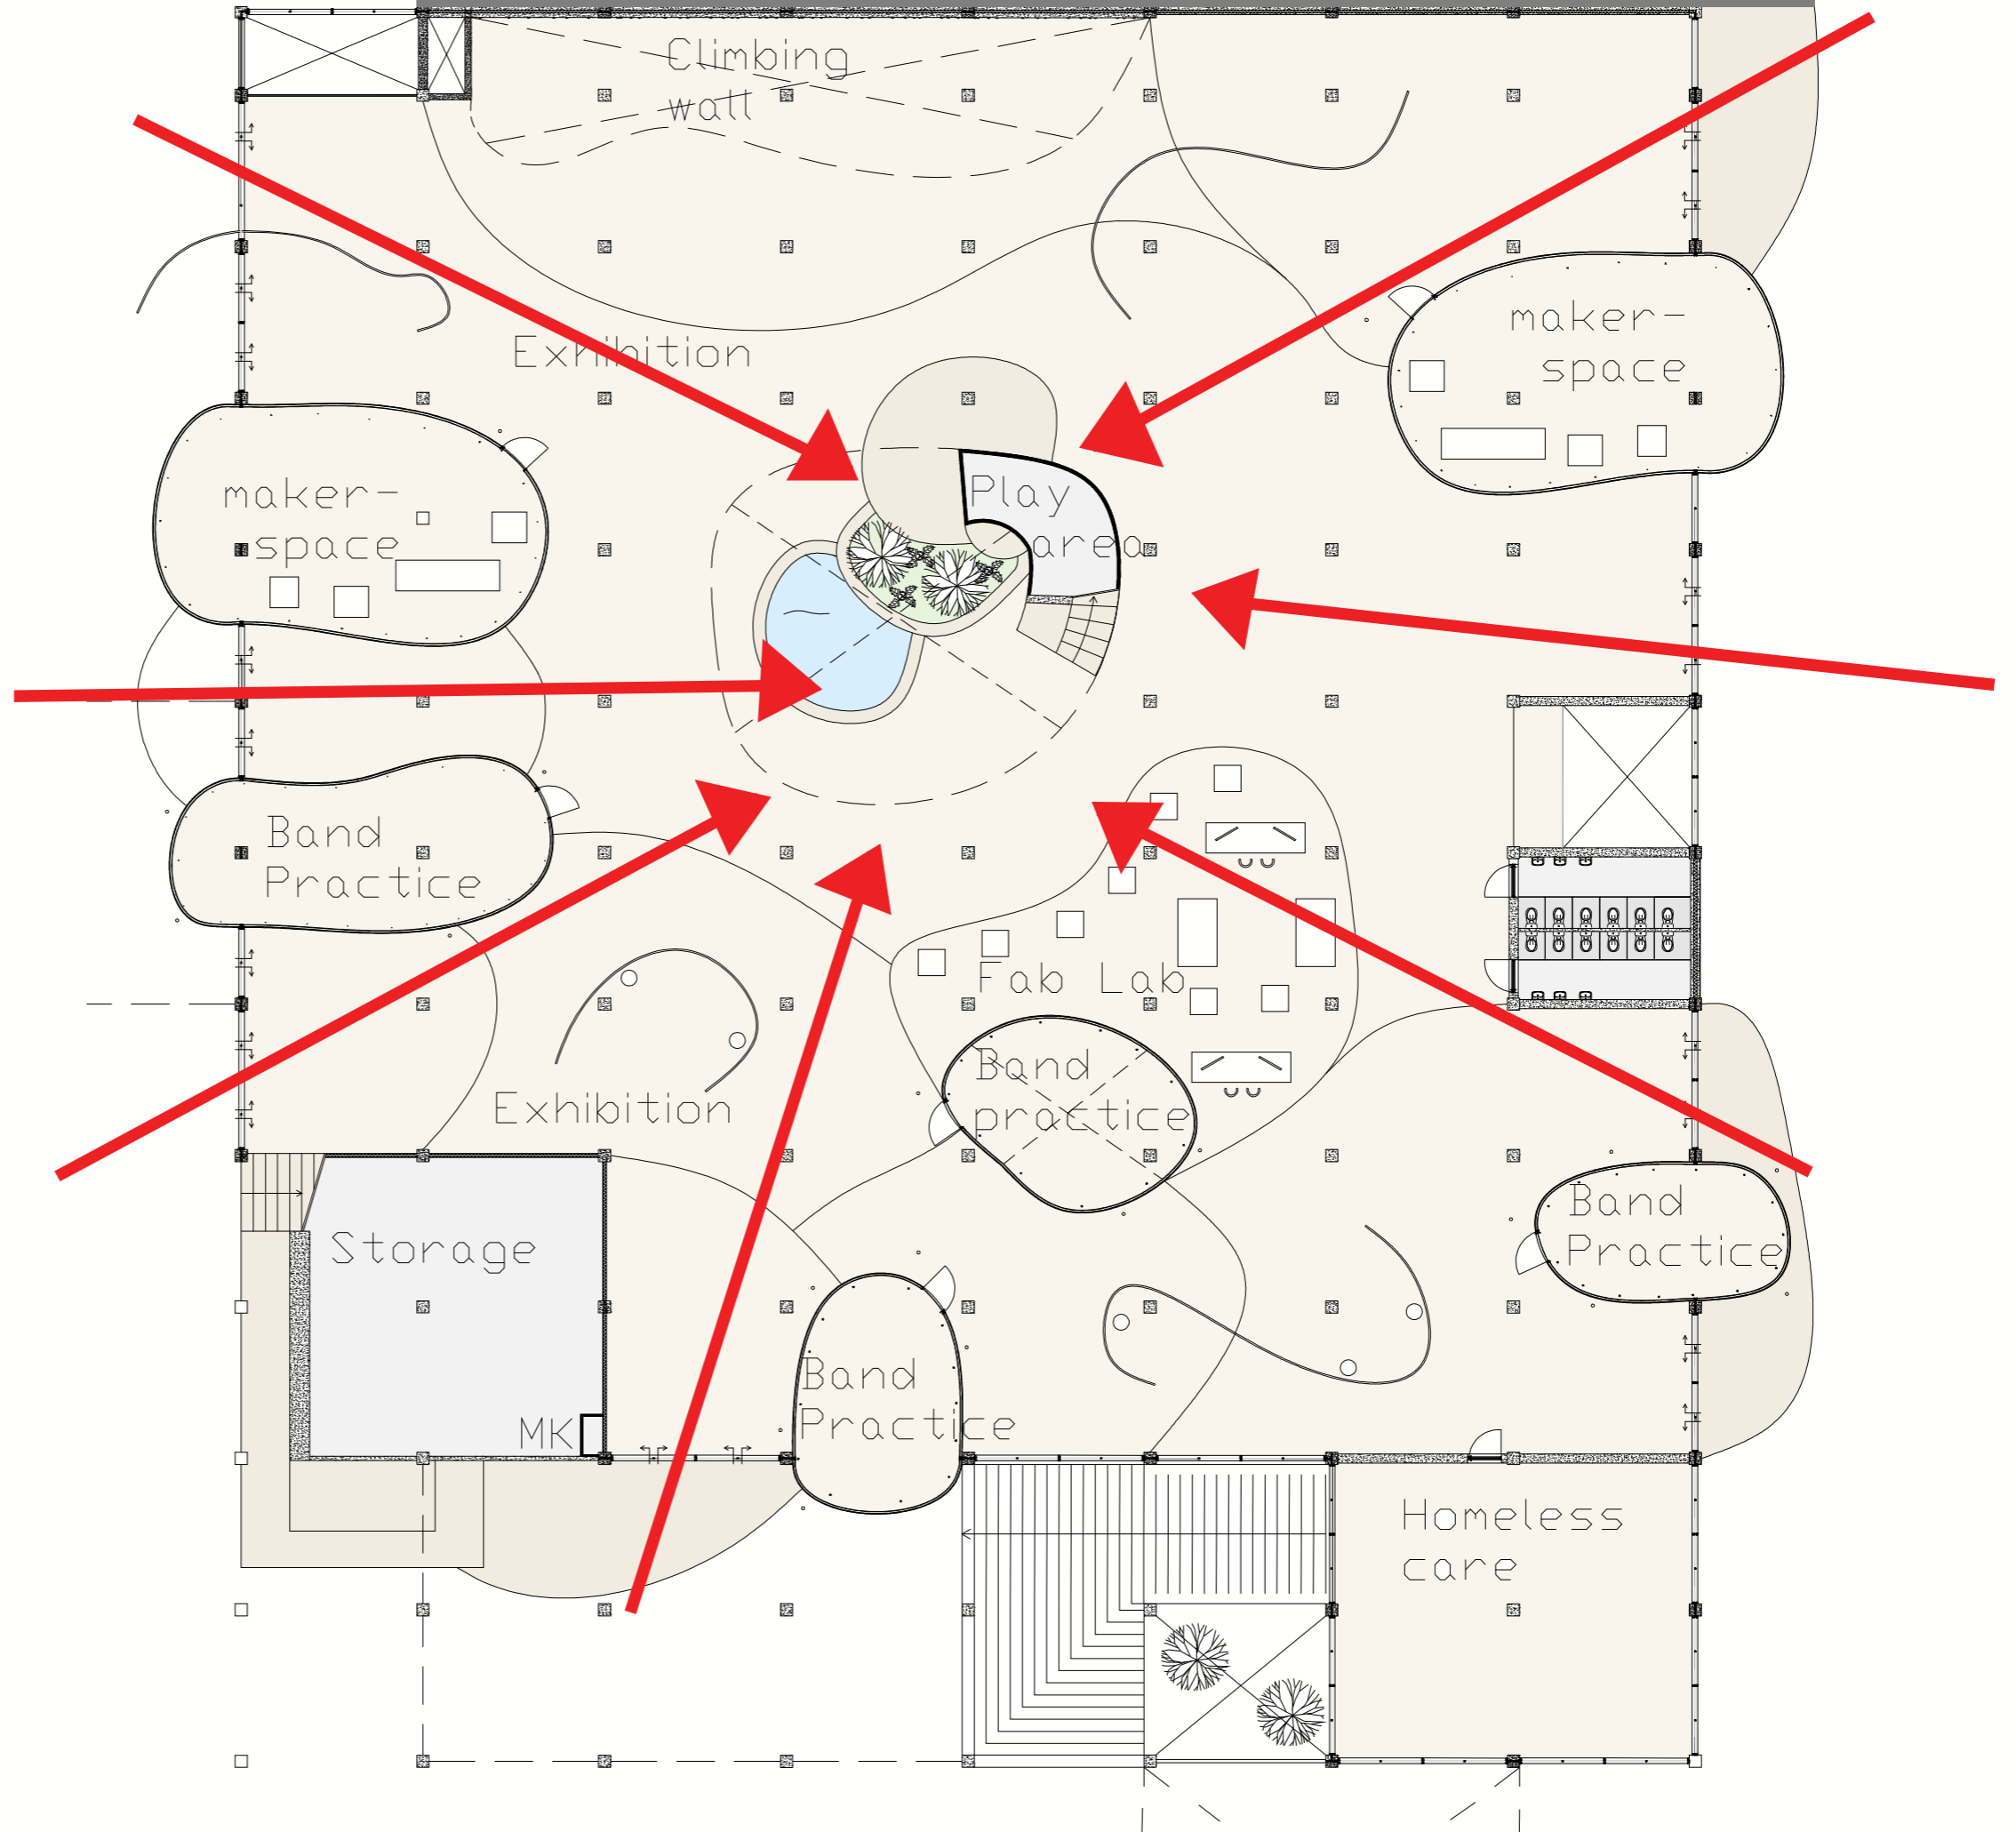 Climbing
wall
Exhibition
maker-
space
maker-
space
Play
area
Band
Practice
Fab Lab
Band
practice
Exhibition
Band
Practice
Storage
Band
Practice
MK
Homeless
care